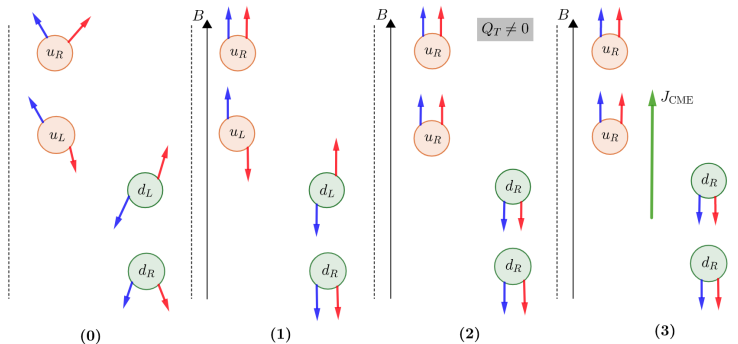 u_R
u_L
d_L
d_R
(0)
B
u_R
u_L
d_L
d_R
(1)
B
Q_T ≠ 0
u_R
u_R
d_R
d_R
(2)
B
u_R
J_CME
u_R
d_R
d_R
(3)